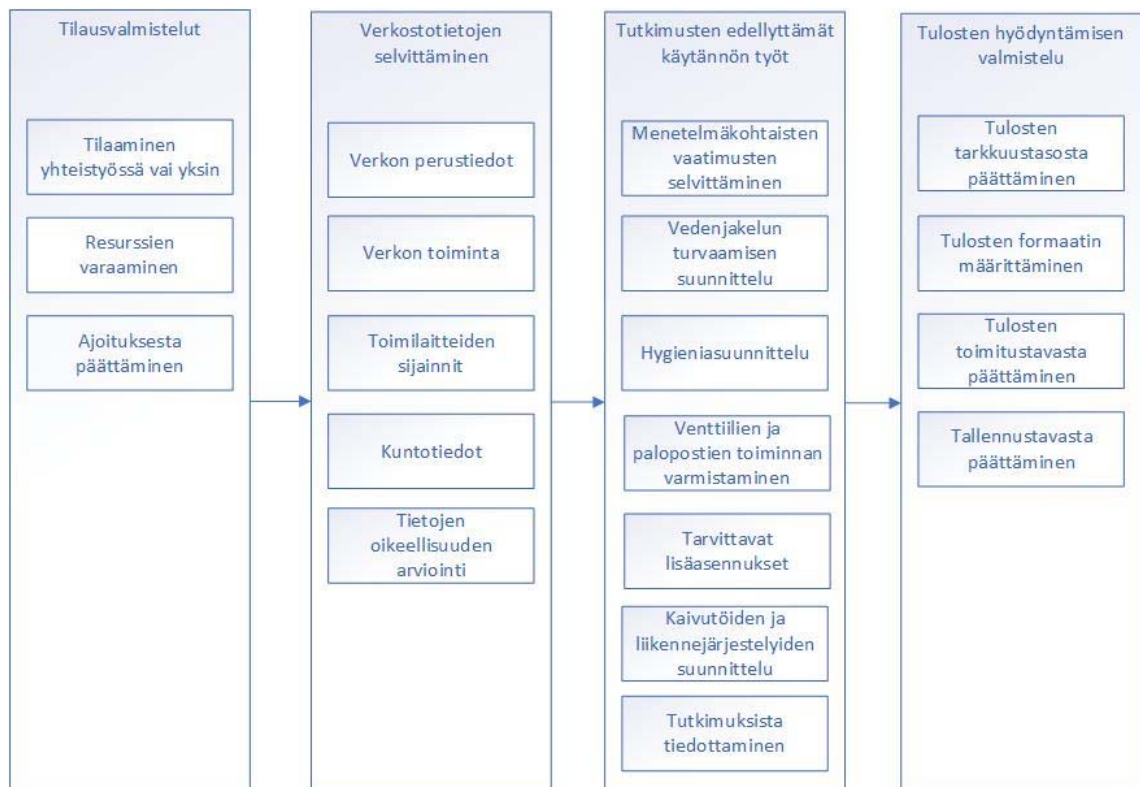 Tilausvalmistelut
Tilaaminen
yhteistyössä vai yksin
Resurssien
varaaminen
Ajoituksesta
päättäminen
Verkostotietojen
selvittäminen
Verkon perustiedot
Verkon toiminta
Toimilaitteiden
sijainnit
Kuntotiedot
Tietojen
oikeellisuuden
arviointi
Tutkimusten edellyttämät
käytännön työt
Menetelmäkohtaisten
vaatimusten
selvittäminen
Vedenjakelun
turvaamisen
suunnittelu
Hygieniasuunnittelu
Venttiilien ja
palopostien toiminnan
varmistaminen
Tarvittavat
lisäasennukset
Kaivutöiden ja
liikennejärjestelyiden
suunnittelu
Tutkimuksista
tiedottaminen
Tulosten hyödyntämisen
valmistelu
Tulosten
tarkkuustasosta
päättäminen
Tulosten formaatin
määrittäminen
Tulosten
toimitustavasta
päättäminen
Tallennustavasta
päättäminen